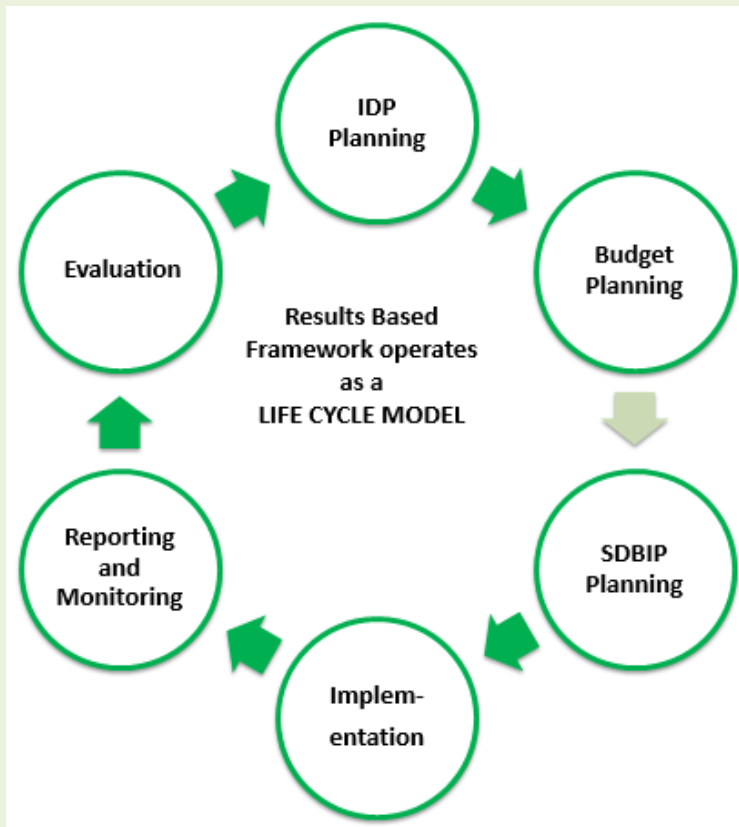 IDP
Planning
Budget
Planning
SDBIP
Planning
Implem-
entation
Reporting
and
Monitoring
Evaluation
Results Based
Framework operates
as a
LIFE CYCLE MODEL